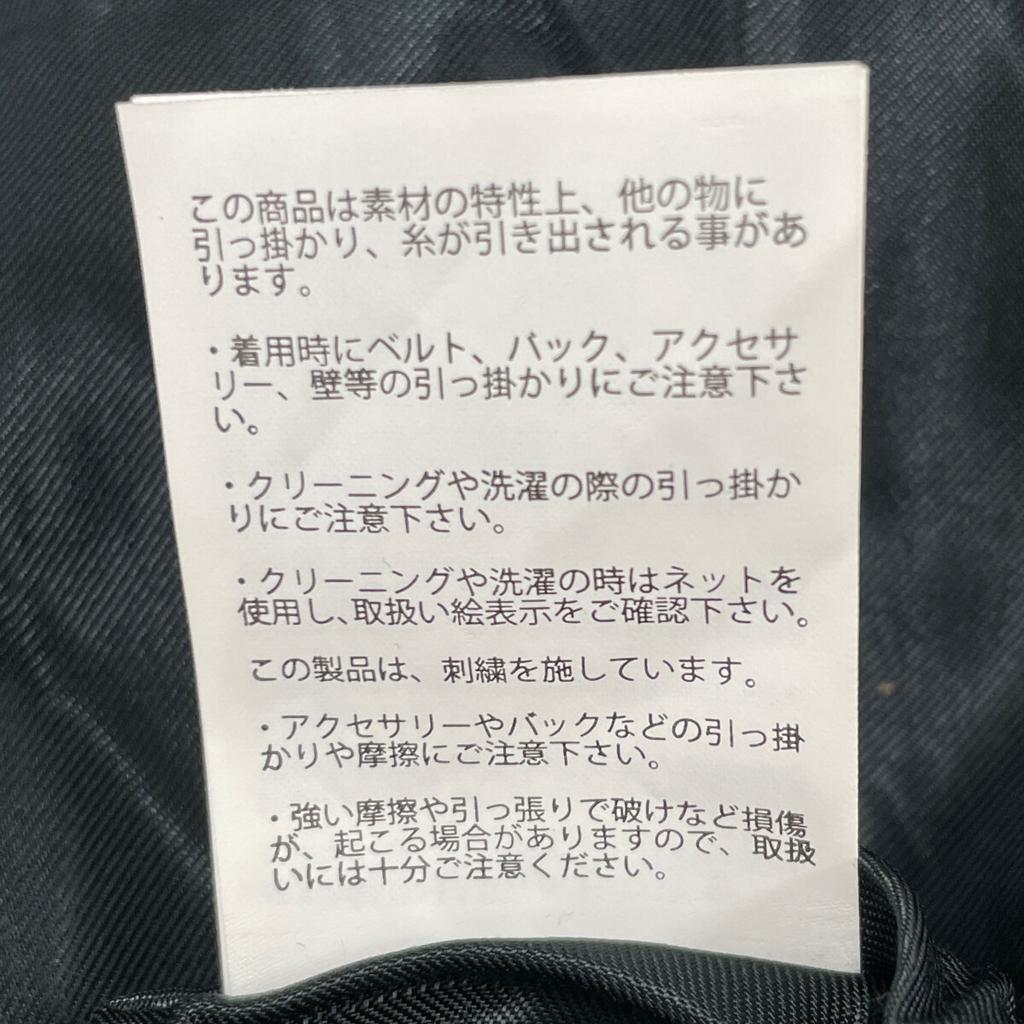 この商品は素材の特性上、他の物に
引っ掛かり、糸が引き出される事があ
ります。
・着用時にベルト、バック、アクセサ
リー、壁等の引っ掛かりにご注意下さ
い。
・クリーニングや洗濯の際の引っ掛か
りにご注意下さい。
・クリーニングや洗濯の時はネットを
使用し、取扱い絵表示をご確認下さい。
この製品は、刺繍を施しています。
・アクセサリーやバックなどの引っ掛
かりや摩擦にご注意下さい。
・強い摩擦や引っ張りで破けなど損傷
が、起こる場合がありますので、取扱
いには十分ご注意ください。